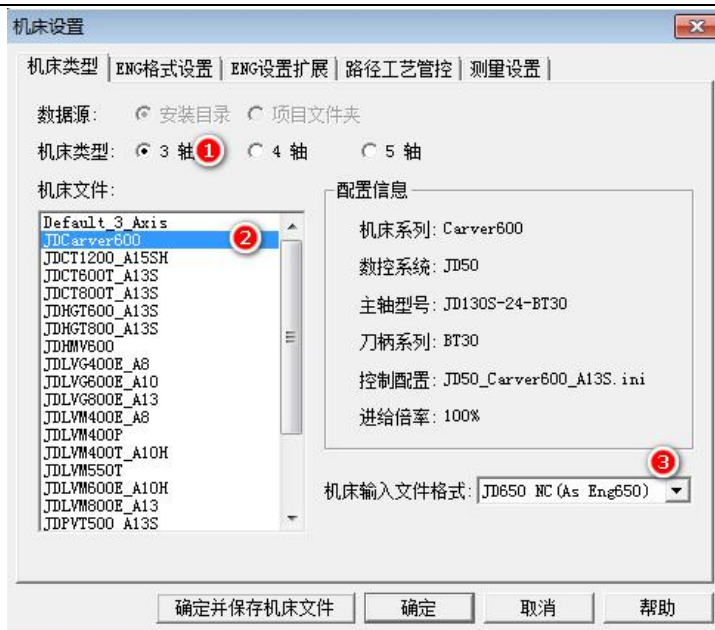 机床设置
机床类型 ENG格式设置 ENG设置扩展 路径工艺管控 测量设置
数据源: 安装目录 项目文件夹
机床类型: 3 轴 1 4 轴 5 轴
机床文件:
Default_3_Axis
JDCarver600 2
JDCT1200_A15SH
JDCT600T_A13S
JDCT800T_A13S
JDHGT600_A13S
JDHGT800_A13S
JDHMV600
JDLVG400E_A8
JDLVG600E_A10
JDLVG800E_A13
JDLVM400E_A8
JDLVM400P
JDLVM400T_A10H
JDLVM550T
JDLVM600E_A10H
JDLVM800E_A13
JDPVT500_A13S
配置信息
机床系列: Carver600
数控系统: JD50
主轴型号: JD130S-24-BT30
刀柄系列: BT30
控制配置: JD50_Carver600_A13S.ini
进给倍率: 100%
3
机床输入文件格式: JD650 NC(As Eng650)
确定并保存机床文件 确定 取消 帮助